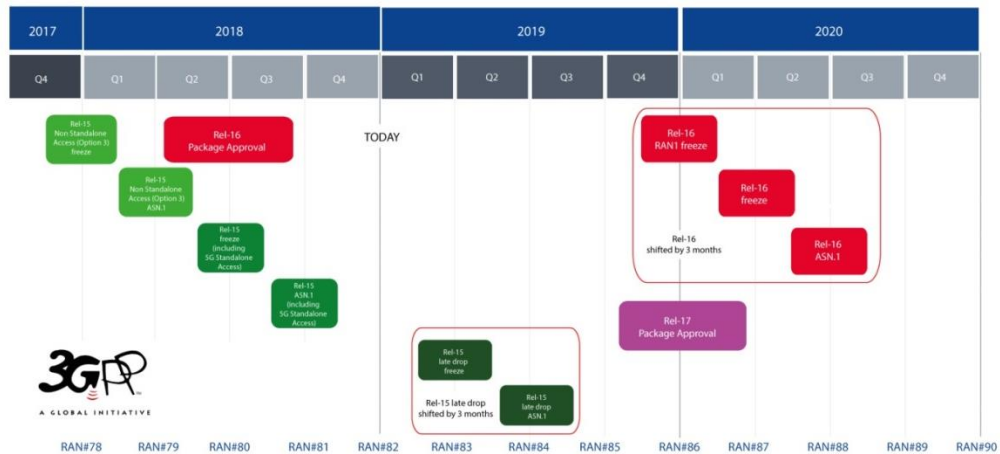 2017
2018
2019
2020
Q4
Q1
Q2
Q3
Q4
Q1
Q2
Q3
Q4
Q1
Q2
Q3
Q4
Rel-15
Non Standalone
Access (Option 3)
freeze
Rel-16
Package Approval
TODAY
Rel-16
RAN1 freeze
Rel-15
Non Standalone
Access (Option 3)
ASN.1
Rel-16
freeze
Rel-15
freeze
(including
5G Standalone
Access)
Rel-16
shifted by 3 months
Rel-16
ASN.1
Rel-15
ASN.1
(including
5G Standalone
Access)
Rel-17
Package Approval
Rel-15
late drop
freeze
Rel-15 late drop
shifted by 3 months
Rel-15
late drop
ASN.1
3GPP
A GLOBAL INITIATIVE
RAN#78
RAN#79
RAN#80
RAN#81
RAN#82
RAN#83
RAN#84
RAN#85
RAN#86
RAN#87
RAN#88
RAN#89
RAN#90